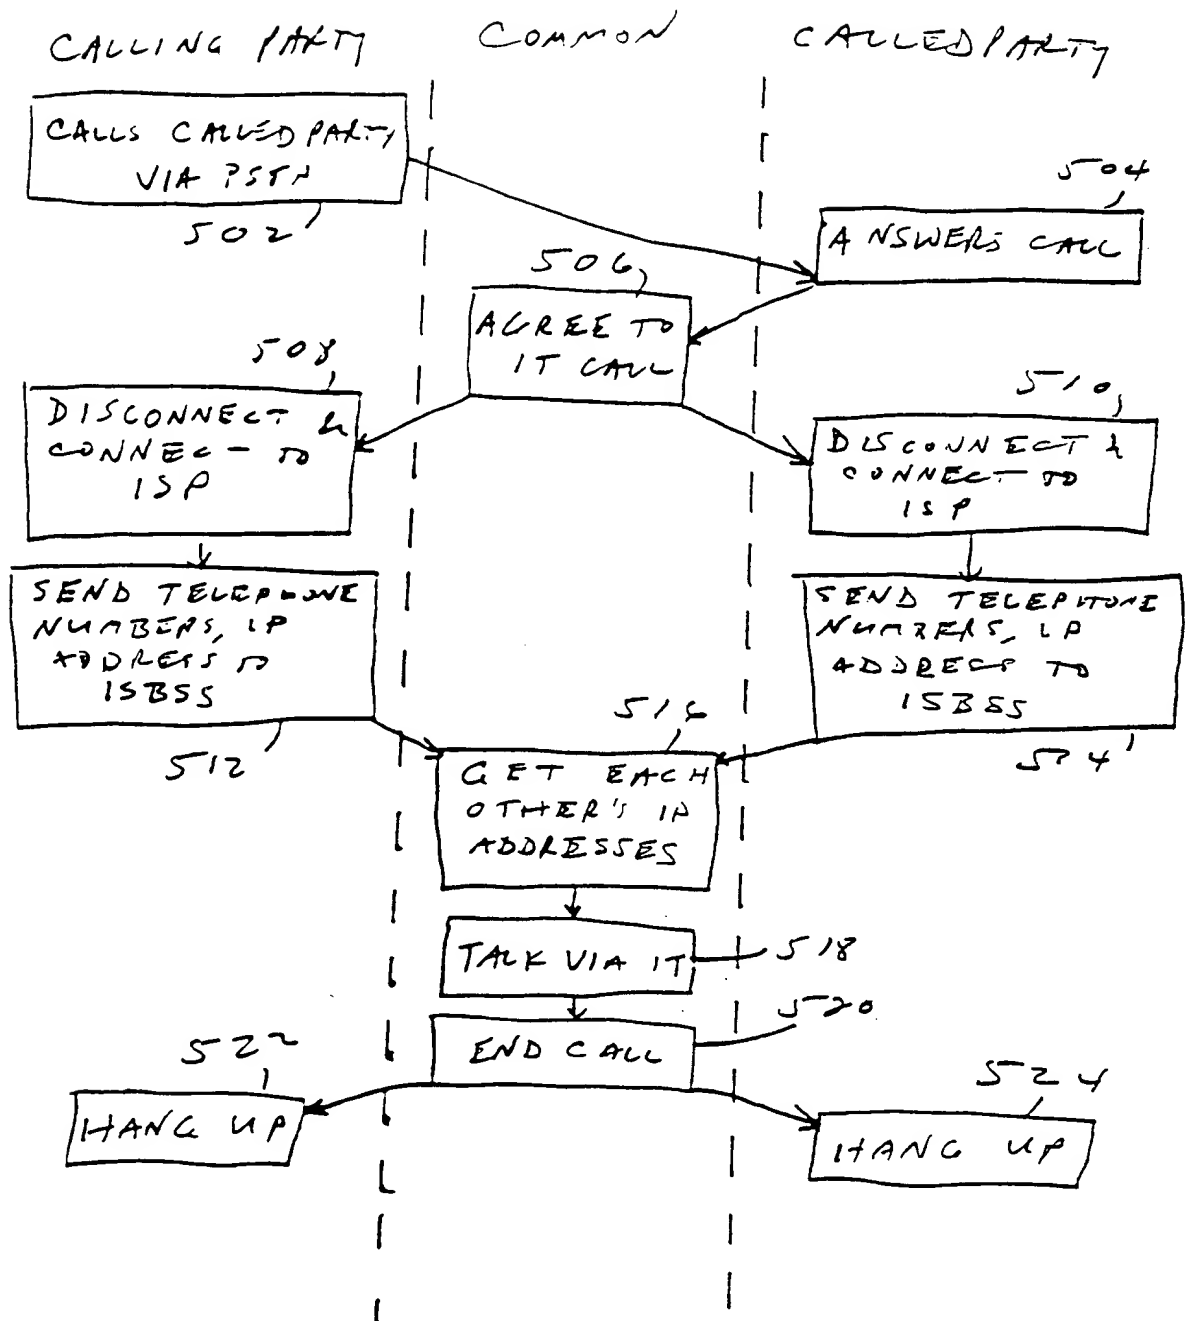 CALLING PARTY
COMMON
CALLED PARTY
CALLS CALLED PARTY
VIA PSTN
502
504
ANSWERS CALL
506
AGREE TO
IT CALL
508
DISCONNECT &
CONNECT TO
ISP
510
DISCONNECT &
CONNECT TO
ISP
SEND TELEPHONE
NUMBERS, IP
ADDRESS TO
ISBSS
512
SEND TELEPHONE
NUMBERS, IP
ADDRESS TO
ISBSS
514
516
GET EACH
OTHER'S IP
ADDRESSES
TALK VIA IT
518
END CALL
520
522
HANG UP
524
HANG UP